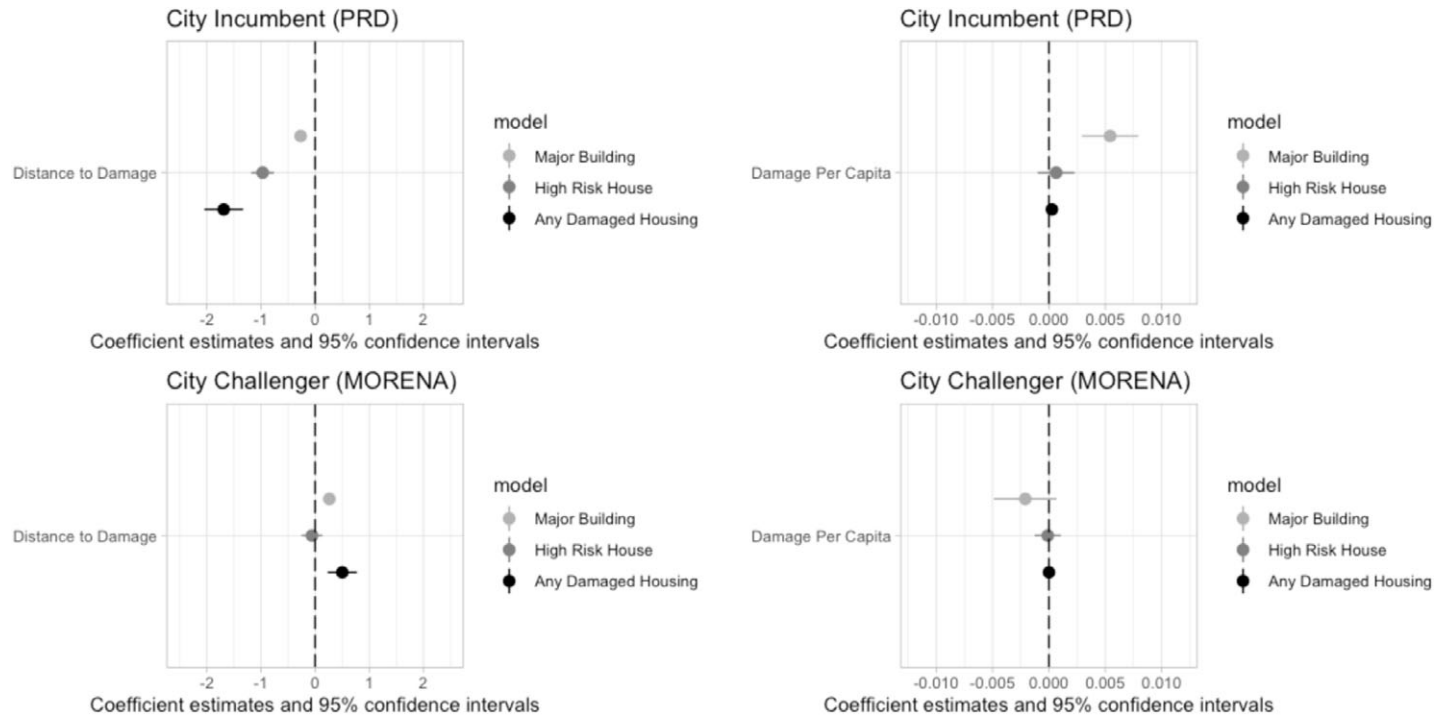 City Incumbent (PRD)
Distance to Damage
model
Major Building
High Risk House
Any Damaged Housing
-2 -1 0 1 2
Coefficient estimates and 95% confidence intervals
City Incumbent (PRD)
Damage Per Capita
model
Major Building
High Risk House
Any Damaged Housing
-0.010 -0.005 0.000 0.005 0.010
Coefficient estimates and 95% confidence intervals
City Challenger (MORENA)
Distance to Damage
model
Major Building
High Risk House
Any Damaged Housing
-2 -1 0 1 2
Coefficient estimates and 95% confidence intervals
City Challenger (MORENA)
Damage Per Capita
model
Major Building
High Risk House
Any Damaged Housing
-0.010 -0.005 0.000 0.005 0.010
Coefficient estimates and 95% confidence intervals